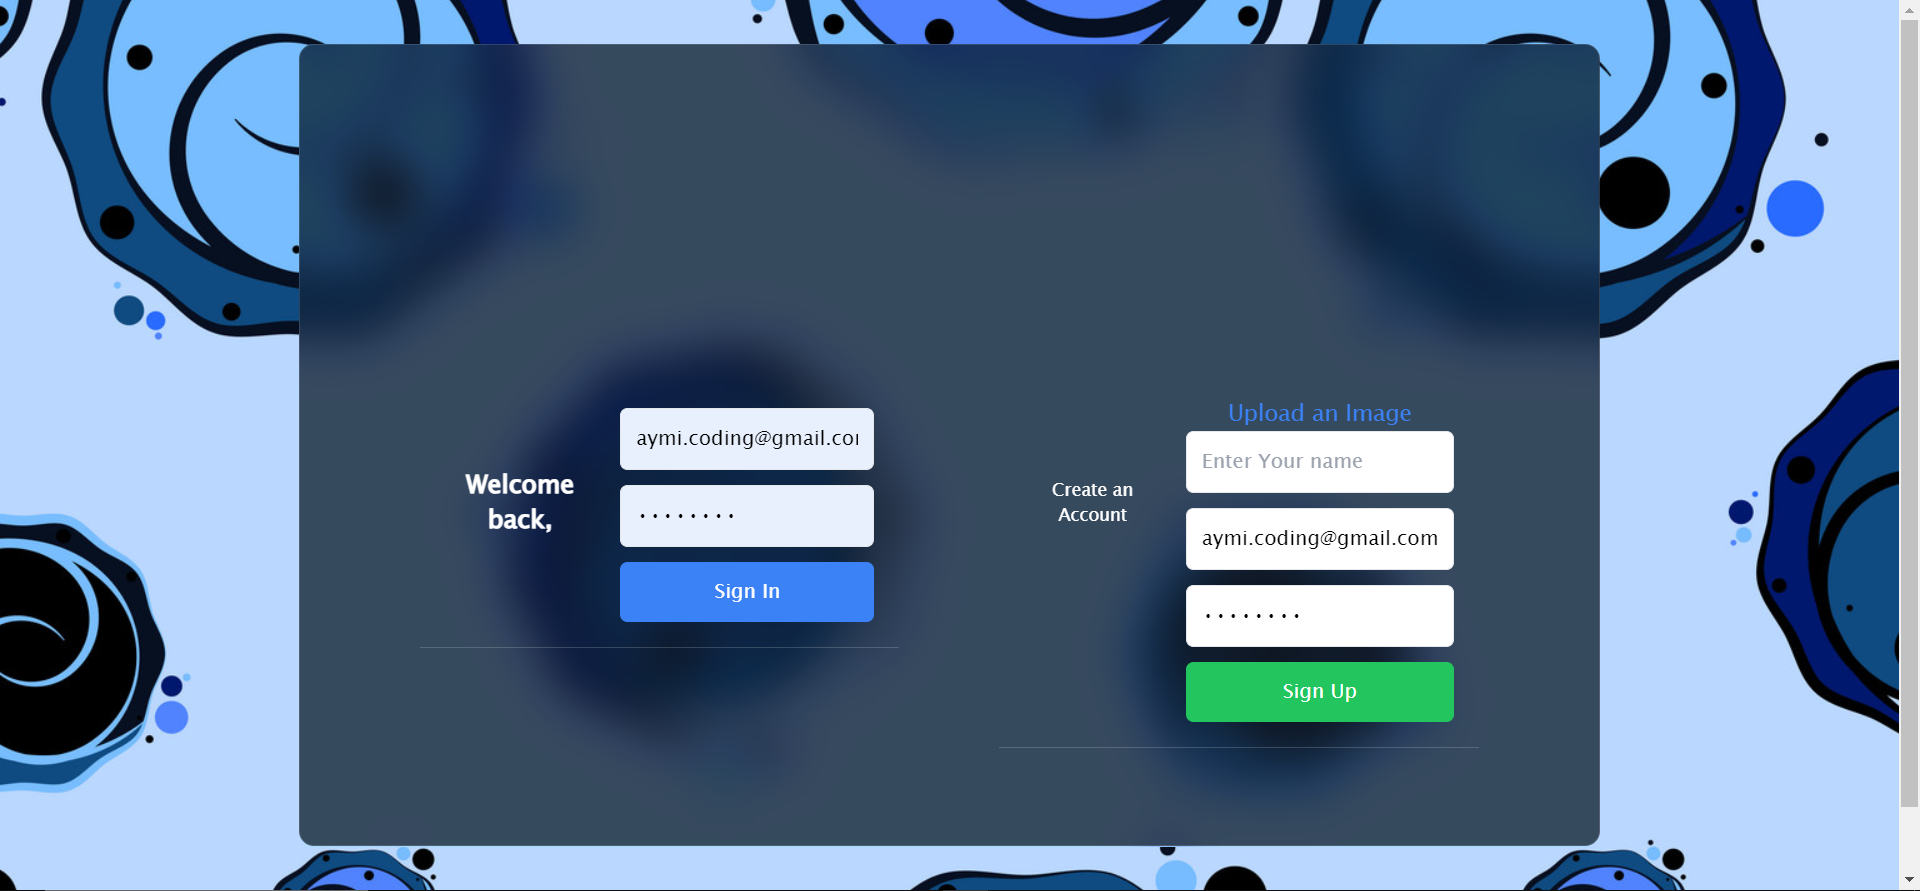 Welcome
back,
aymi.coding@gmail.co
••••••••
Sign In
Create an
Account
Upload an Image
Enter Your name
aymi.coding@gmail.com
••••••••
Sign Up